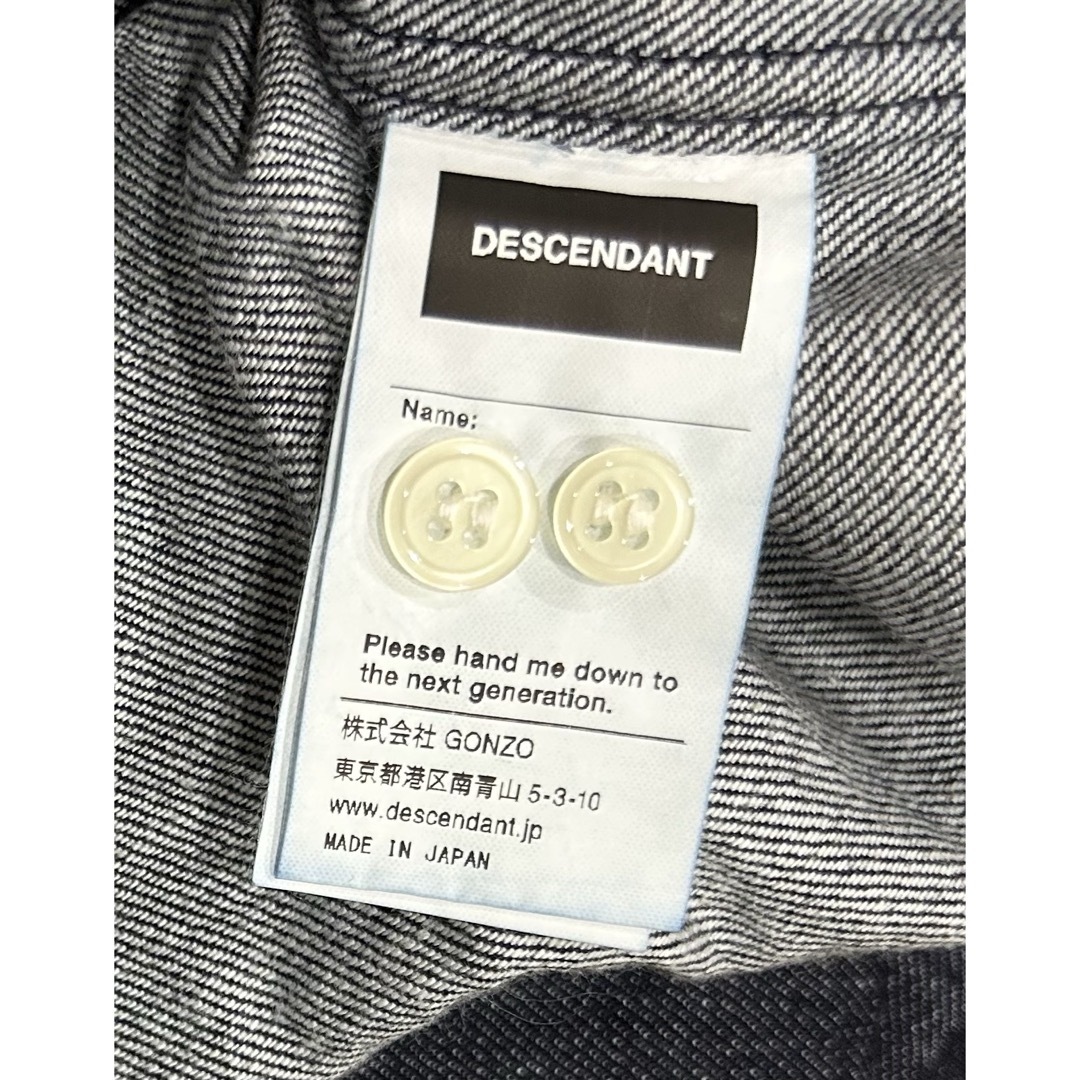 DESCENDANT
Name:
Please hand me down to
the next generation.
株式会社 GONZO
東京都港区南青山 5-3-10
www.descendant.jp
MADE IN JAPAN